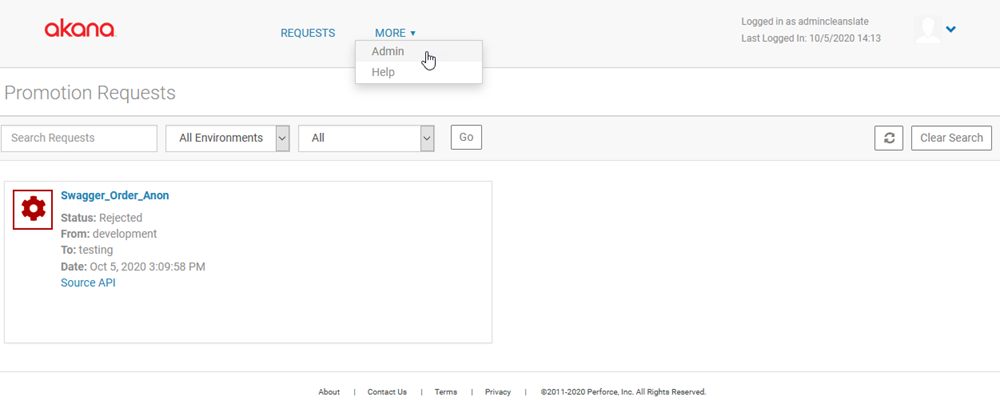 akana
REQUESTS
MORE ▼
Logged in as admincleanslate
Last Logged In: 10/5/2020 14:13
Admin
Help
Promotion Requests
Search Requests
All Environments
All
Go
Clear Search
Swagger_Order_Anon
Status: Rejected
From: development
To: testing
Date: Oct 5, 2020 3:09:58 PM
Source API
About | Contact Us | Terms | Privacy | ©2011-2020 Perforce, Inc. All Rights Reserved.